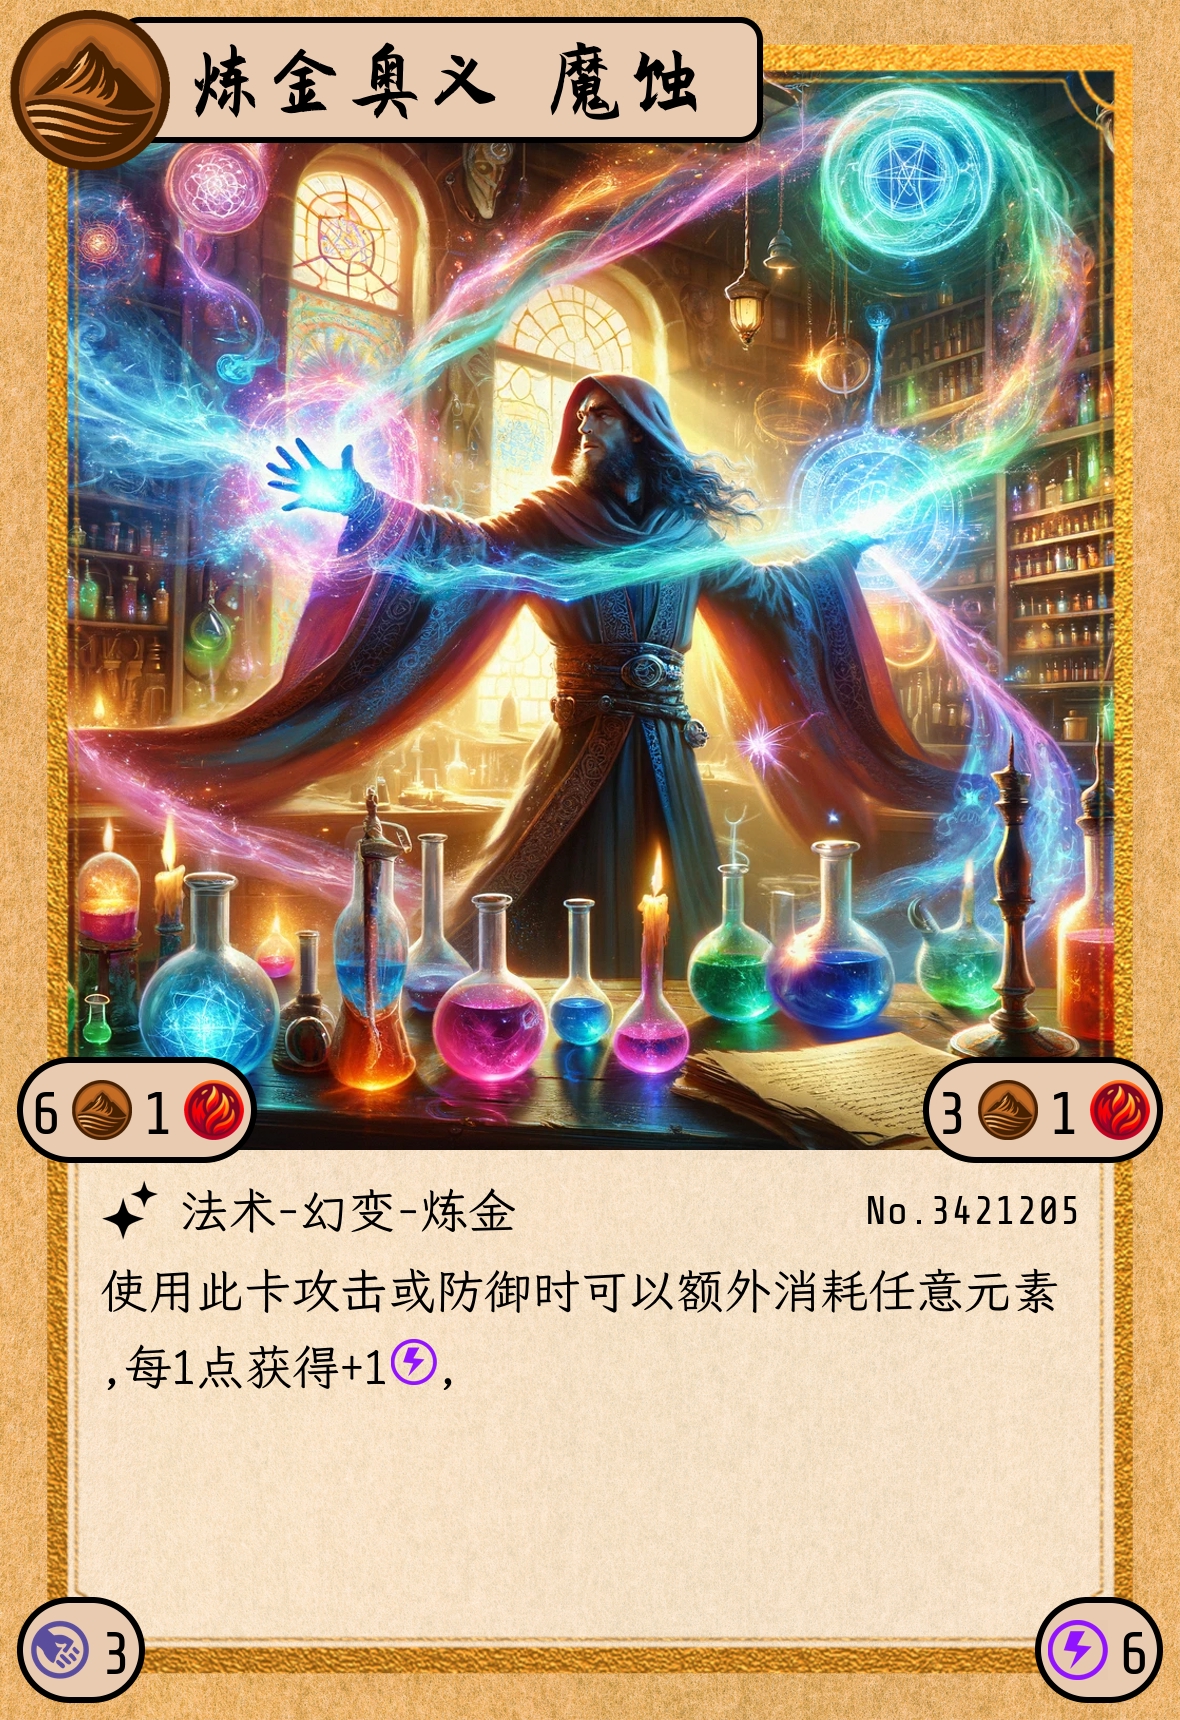 炼金奥义 魔蚀
6 1
3 1
法术-幻变-炼金
No.3421205
使用此卡攻击或防御时可以额外消耗任意元素
,每1点获得+1,
3
6